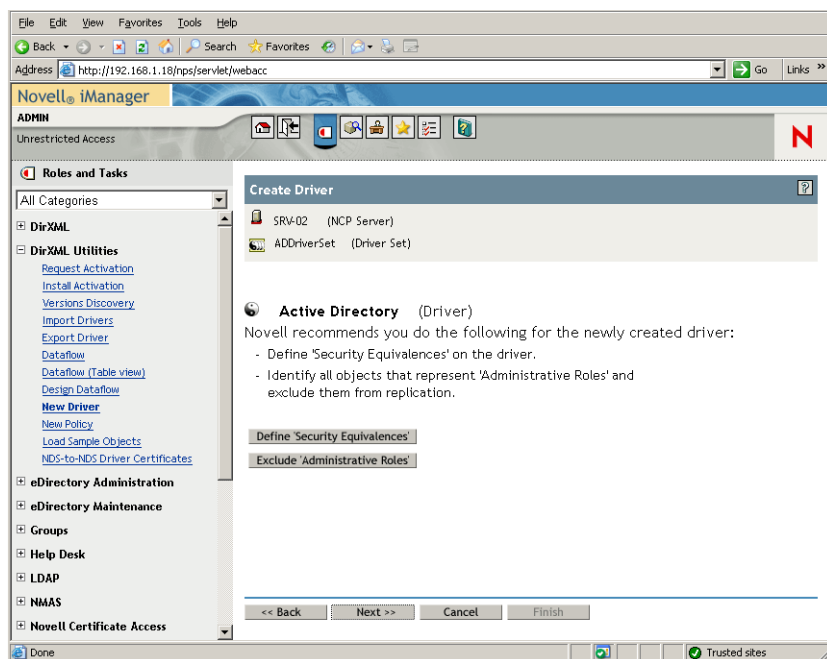 File Edit View Favorites Tools Help
Back Search Favorites
Address http://192.168.1.18/nps/servlet/webacc Go Links »
Novell® iManager
ADMIN
Unrestricted Access
N
Roles and Tasks
All Categories
DirXML
DirXML Utilities
Request Activation
Install Activation
Versions Discovery
Import Drivers
Export Driver
Dataflow
Dataflow (Table view)
Design Dataflow
New Driver
New Policy
Load Sample Objects
NDS-to-NDS Driver Certificates
eDirectory Administration
eDirectory Maintenance
Groups
Help Desk
LDAP
NMAS
Novell Certificate Access
Create Driver ?
SRV-02 (NCP Server)
ADDriverSet (Driver Set)
Active Directory (Driver)
Novell recommends you do the following for the newly created driver:
- Define 'Security Equivalences' on the driver.
- Identify all objects that represent 'Administrative Roles' and
exclude them from replication.
Define 'Security Equivalences'
Exclude 'Administrative Roles'
<< Back Next >> Cancel Finish
Done Trusted sites